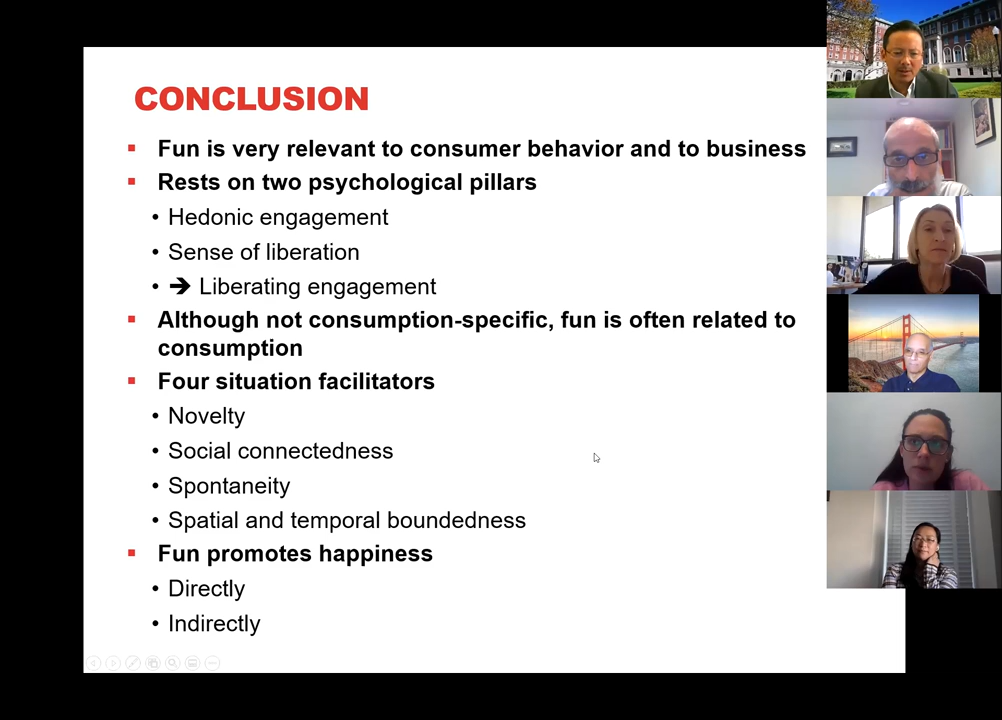 CONCLUSION
Fun is very relevant to consumer behavior and to business
Rests on two psychological pillars
Hedonic engagement
Sense of liberation
➔ Liberating engagement
Although not consumption-specific, fun is often related to
consumption
Four situation facilitators
Novelty
Social connectedness
Spontaneity
Spatial and temporal boundedness
Fun promotes happiness
Directly
Indirectly